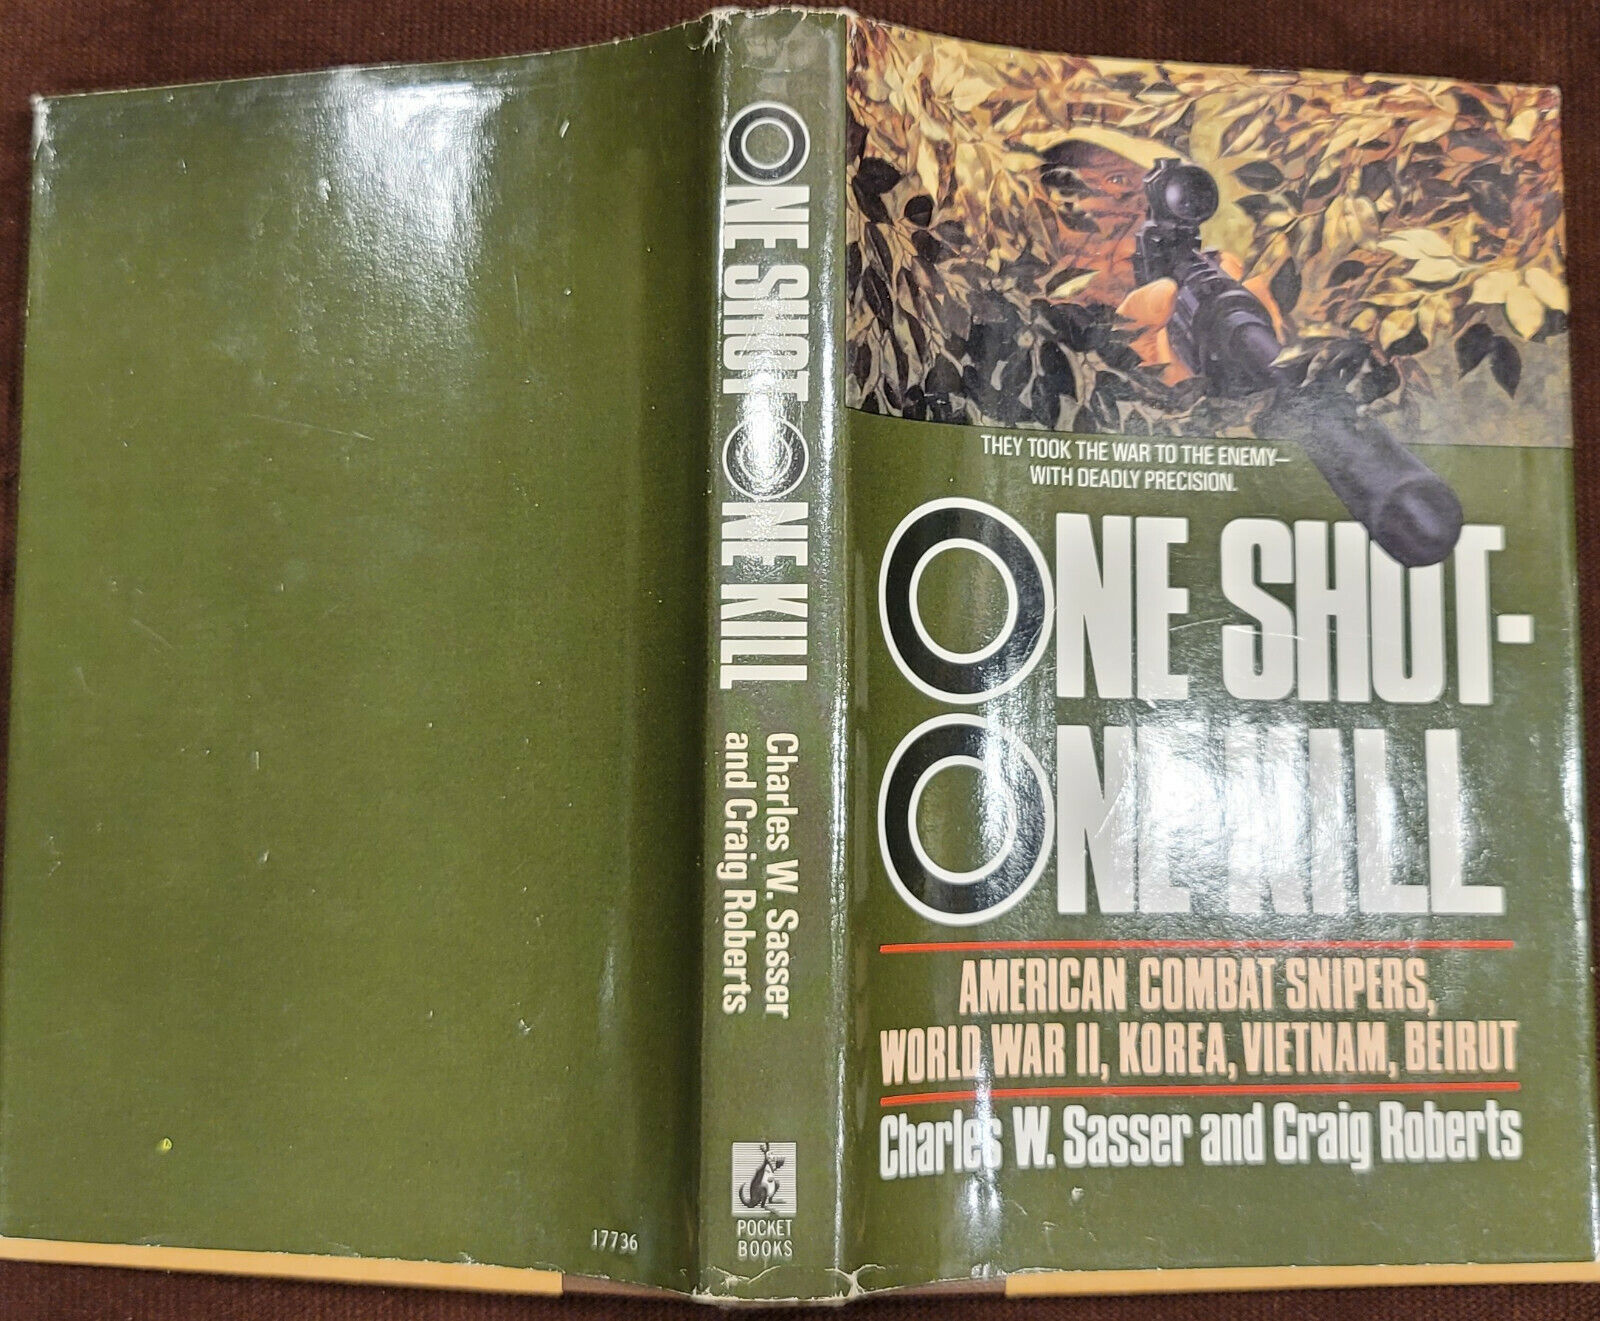 17736
ONE SHOT ONE KILL
Charles W. Sasser
and Craig Roberts
POCKET
BOOKS
THEY TOOK THE WAR TO THE ENEMY—
WITH DEADLY PRECISION.
ONE SHOT-
ONE KILL
AMERICAN COMBAT SNIPERS,
WORLD WAR II, KOREA, VIETNAM, BEIRUT
Charles W. Sasser and Craig Roberts